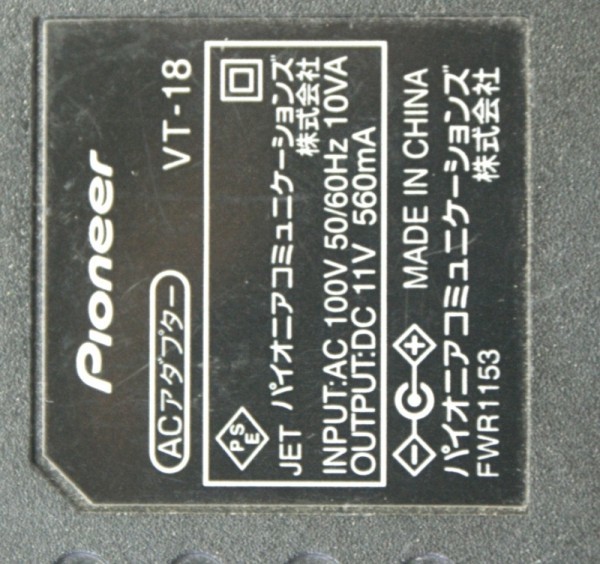 Pioneer
ACアダプター VT-18
PSE
JET パイオニアコミュニケーションズ
株式会社
INPUT:AC 100V 50/60Hz 10VA
OUTPUT:DC 11V 560mA
MADE IN CHINA
パイオニアコミュニケーションズ
株式会社
FWR1153